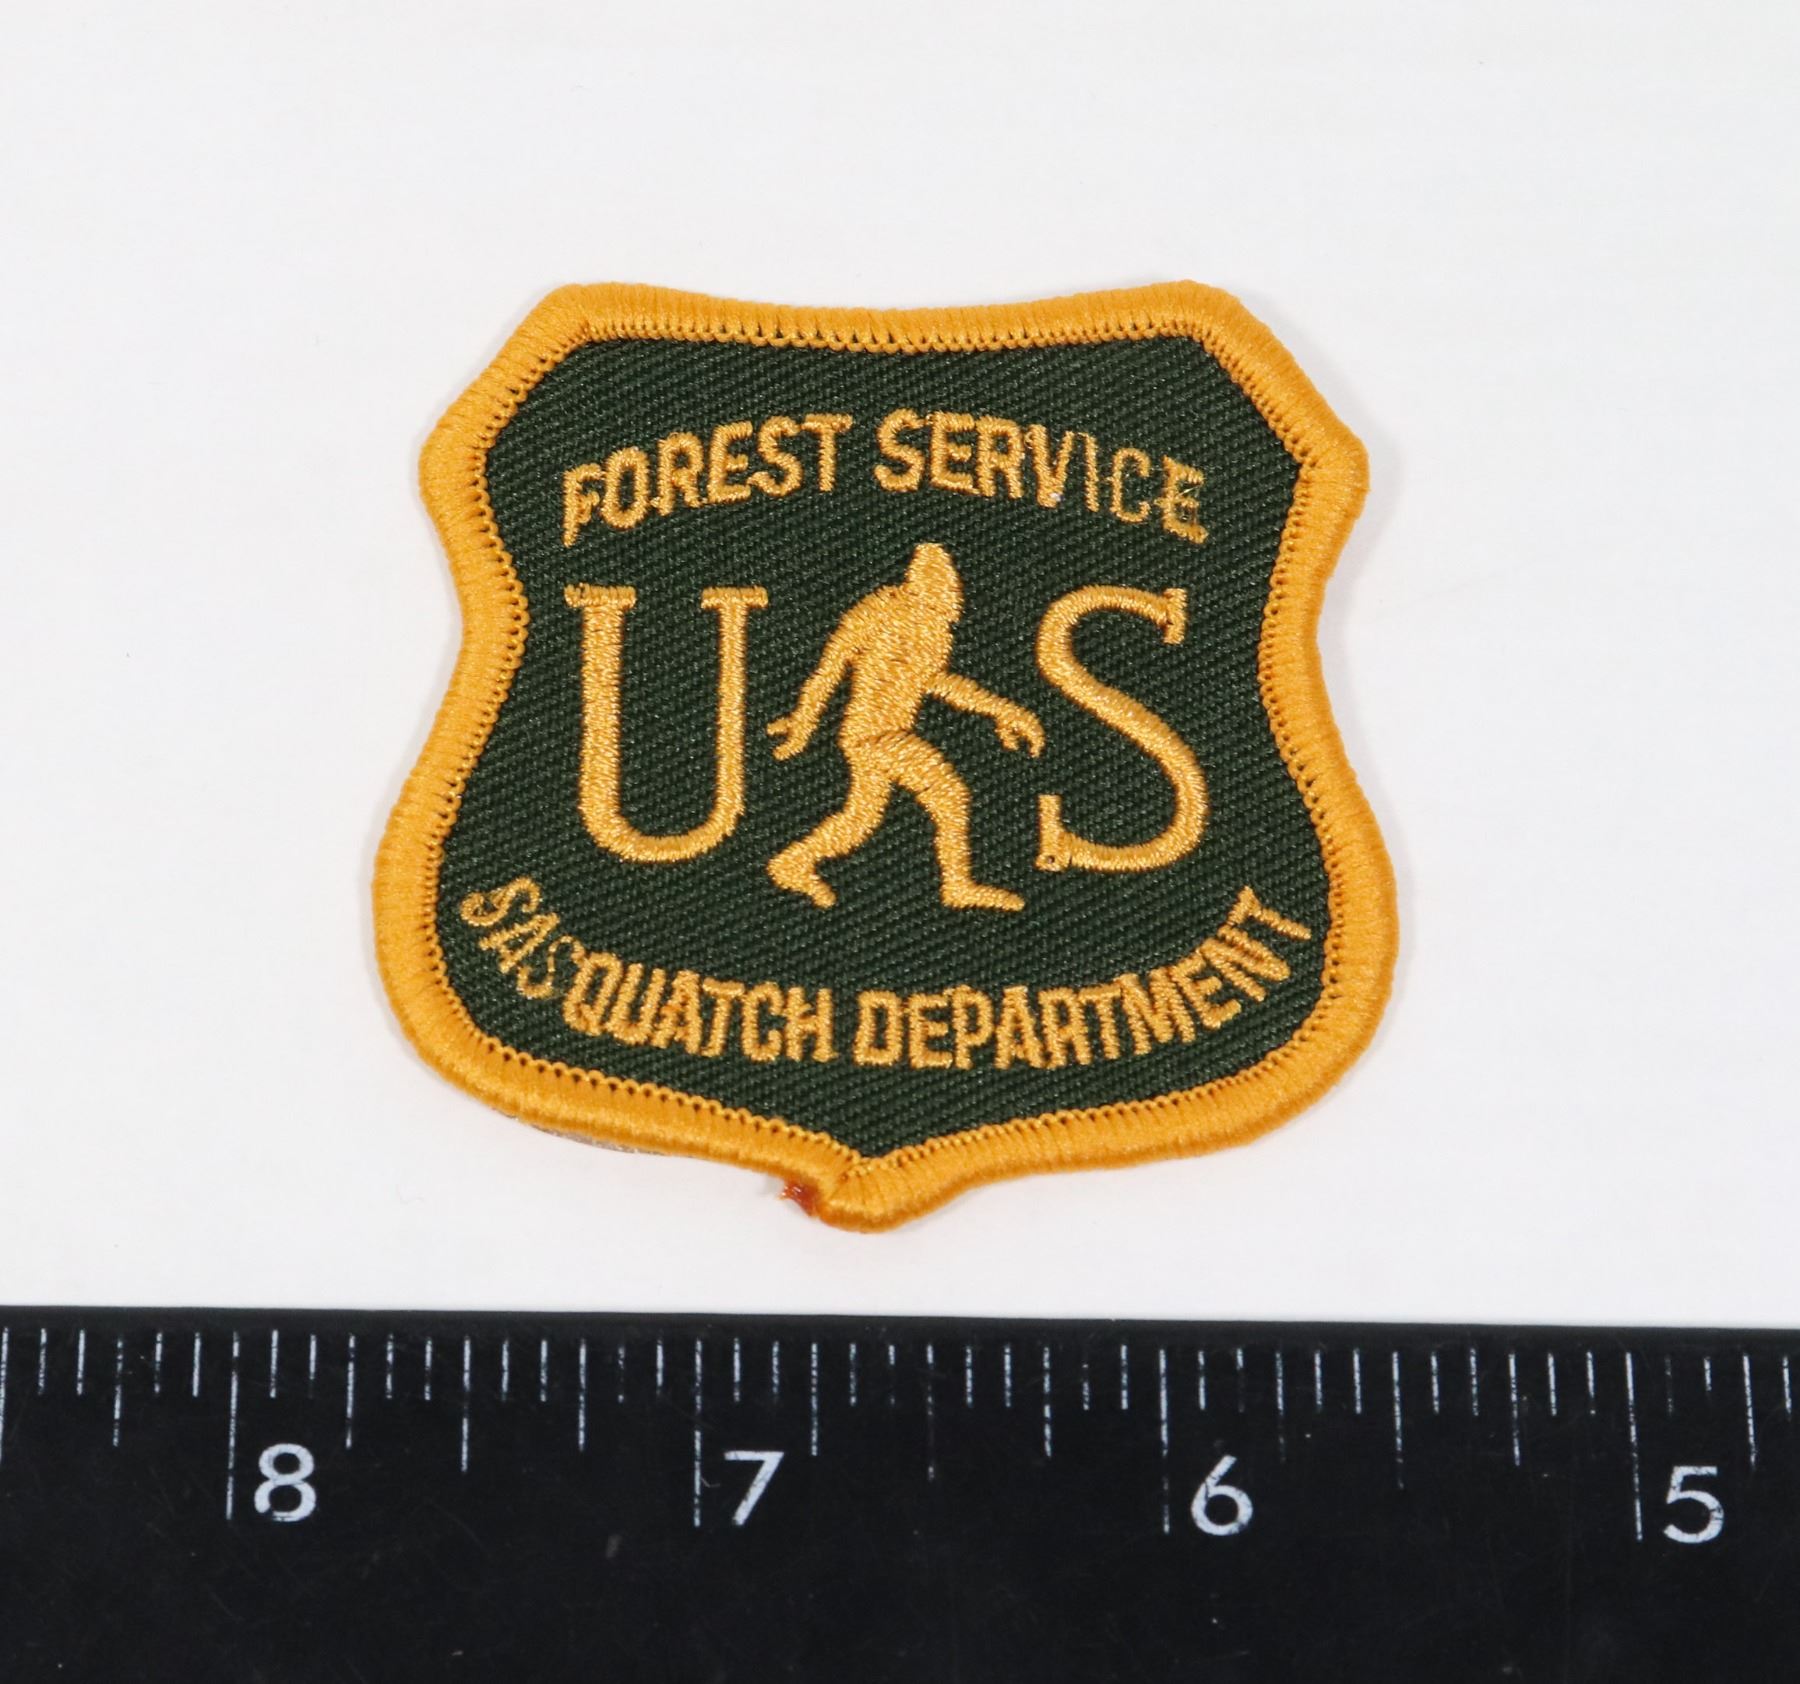 FOREST SERVICE
U S
SASQUATCH DEPARTMENT
8 7 6 5